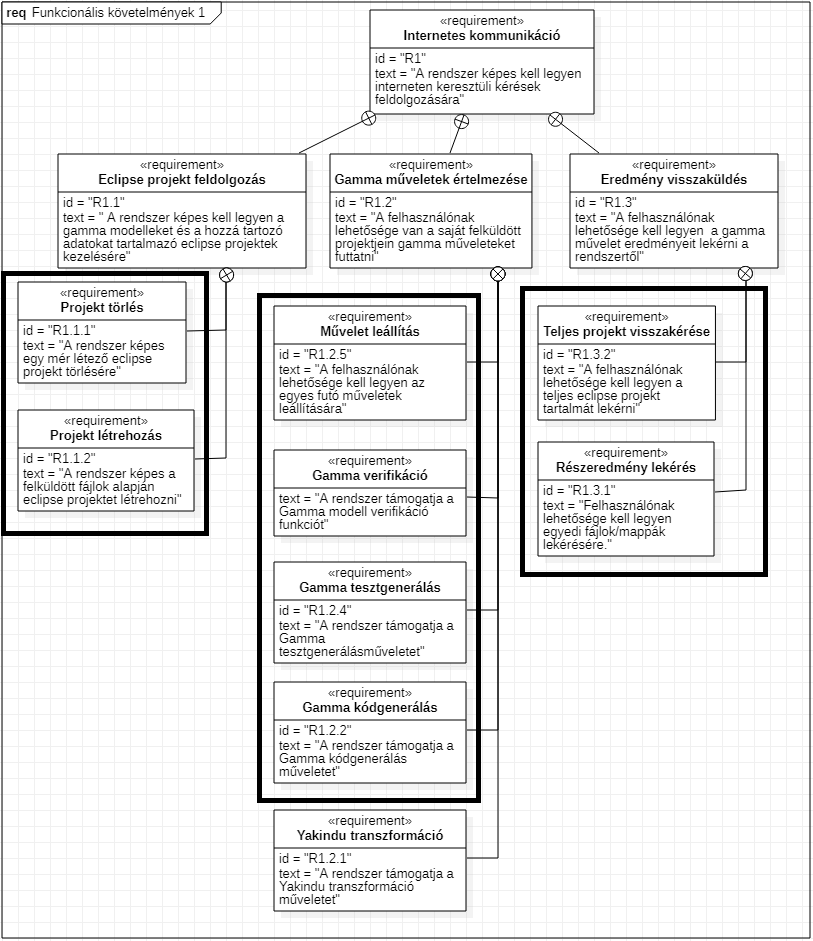 req Funkcionális követelmények 1
«requirement»
Internetes kommunikáció
id = "R1"
text = "A rendszer képes kell legyen
interneten keresztüli kérések
feldolgozására"
«requirement»
Eclipse projekt feldolgozás
id = "R1.1"
text = " A rendszer képes kell legyen a
gamma modelleket és a hozzá tartozó
adatokat tartalmazó eclipse projektek
kezelésére"
«requirement»
Gamma műveletek értelmezése
id = "R1.2"
text = "A felhasználónak
lehetősége van a saját felküldött
projektjein gamma műveleteket
futtatni"
«requirement»
Eredmény visszaküldés
id = "R1.3"
text = "A felhasználónak
lehetősége kell legyen  a gamma
művelet eredményeit lekérni a
rendszertől"
«requirement»
Projekt törlés
id = "R1.1.1"
text = "A rendszer képes
egy mér létező eclipse
projekt törlésére"
«requirement»
Projekt létrehozás
id = "R1.1.2"
text = "A rendszer képes a
felküldött fájlok alapján
eclipse projektet létrehozni"
«requirement»
Művelet leállítás
id = "R1.2.5"
text = "A felhasználónak
lehetősége kell legyen az
egyes futó műveletek
leállítására"
«requirement»
Gamma verifikáció
text = "A rendszer támogatja a
Gamma modell verifikáció
funkciót"
«requirement»
Gamma tesztgenerálás
id = "R1.2.4"
text = "A rendszer támogatja a
Gamma
tesztgenerálásműveletet"
«requirement»
Gamma kódgenerálás
id = "R1.2.2"
text = "A rendszer támogatja a
Gamma kódgenerálás
műveletet"
«requirement»
Yakindu transzformáció
id = "R1.2.1"
text = "A rendszer támogatja a
Yakindu transzformáció
műveletet"
«requirement»
Teljes projekt visszakérése
id = "R1.3.2"
text = "A felhasználónak
lehetősége kell legyen a
teljes eclipse projekt
tartalmát lekérni"
«requirement»
Részeredmény lekérés
id = "R1.3.1"
text = "Felhasználónak
lehetősége kell legyen
egyedi fájlok/mappák
lekérésére."